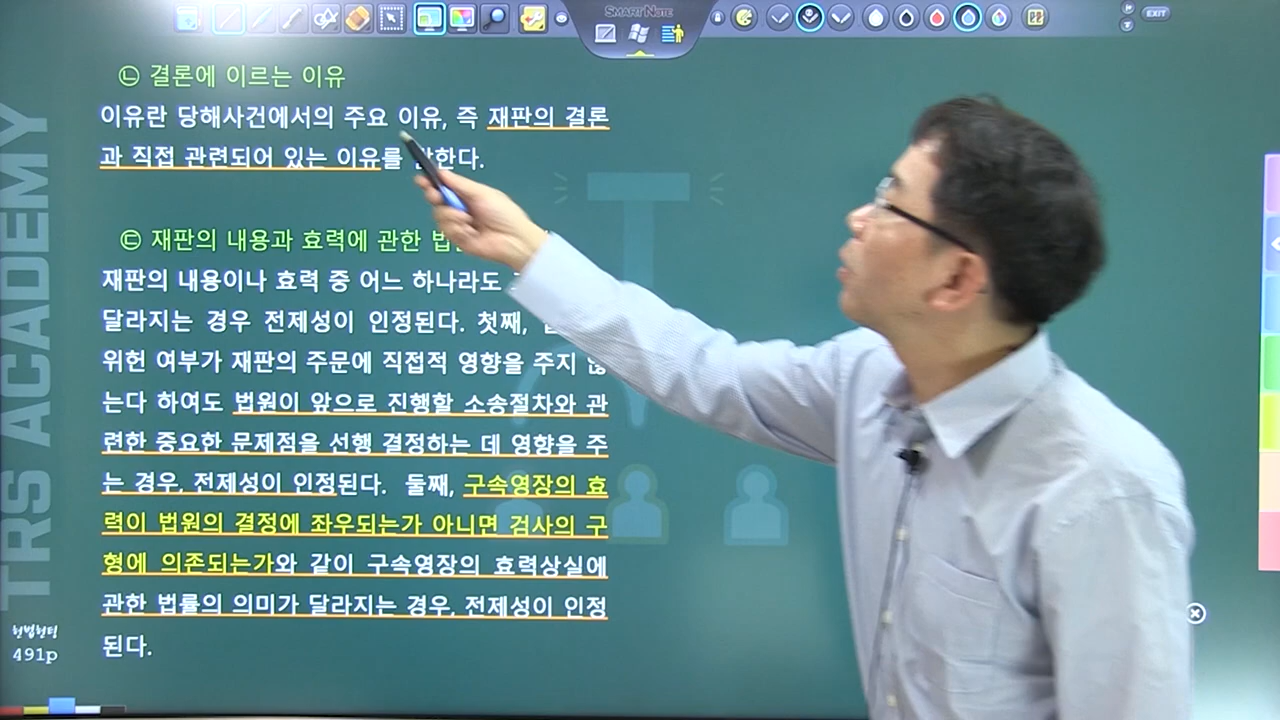 SMART NOTE
EXIT
㉡ 결론에 이르는 이유
이유란 당해사건에서의 주요 이유, 즉 재판의 결론
과 직접 관련되어 있는 이유를 말한다.
㉢ 재판의 내용과 효력에 관한
재판의 내용이나 효력 중 어느 하나라도
달라지는 경우 전제성이 인정된다. 첫째,
위헌 여부가 재판의 주문에 직접적 영향을 주지 않
는다 하여도 법원이 앞으로 진행할 소송절차와 관
련한 중요한 문제점을 선행 결정하는 데 영향을 주
는 경우, 전제성이 인정된다. 둘째, 구속영장의 효
력이 법원의 결정에 좌우되는가 아니면 검사의 구
형에 의존되는가와 같이 구속영장의 효력상실에
관한 법률의 의미가 달라지는 경우, 전제성이 인정
된다.
TRS ACADEMY
491p